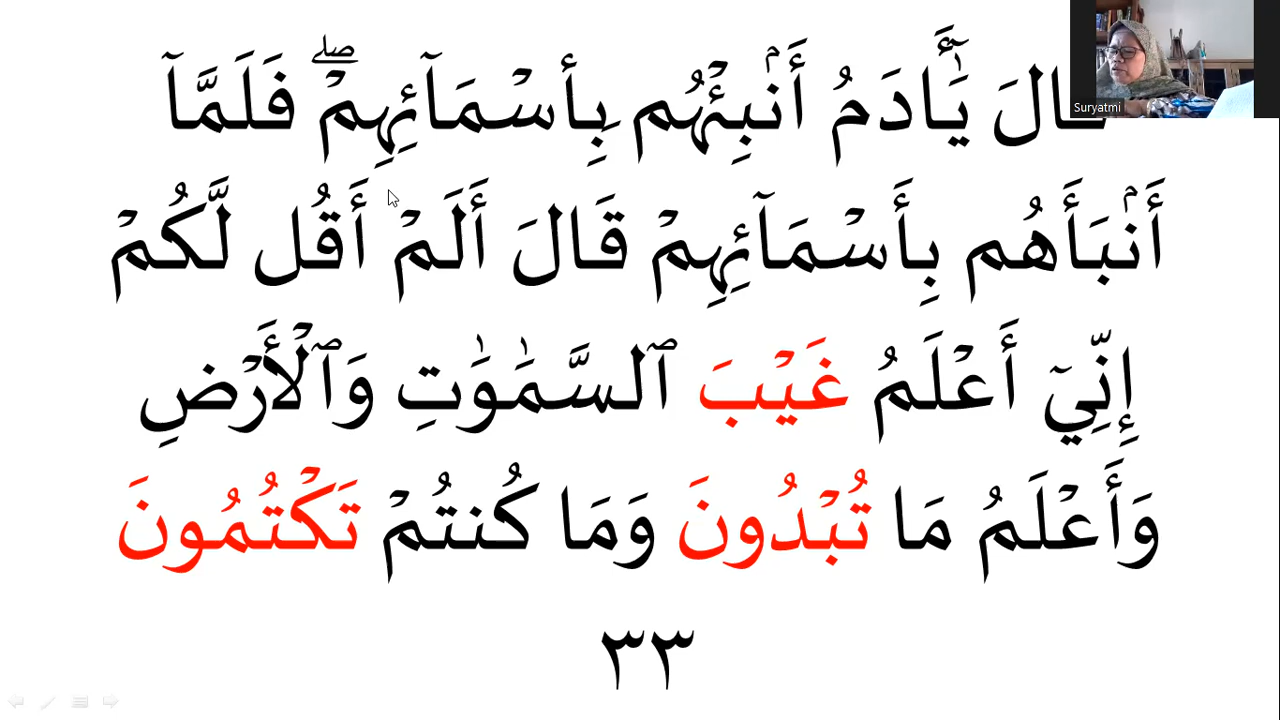 قَالَ يَٰٓـَٔادَمُ أَنۢبِئۡهُم بِأَسۡمَآئِهِمۡۖ فَلَمَّآ
أَنۢبَأَهُم بِأَسۡمَآئِهِمۡ قَالَ أَلَمۡ أَقُل لَّكُمۡ
إِنِّيٓ أَعۡلَمُ غَيۡبَ ٱلسَّمَٰوَٰتِ وَٱلۡأَرۡضِ
وَأَعۡلَمُ مَا تُبۡدُونَ وَمَا كُنتُمۡ تَكۡتُمُونَ
٣٣
Suryatmi